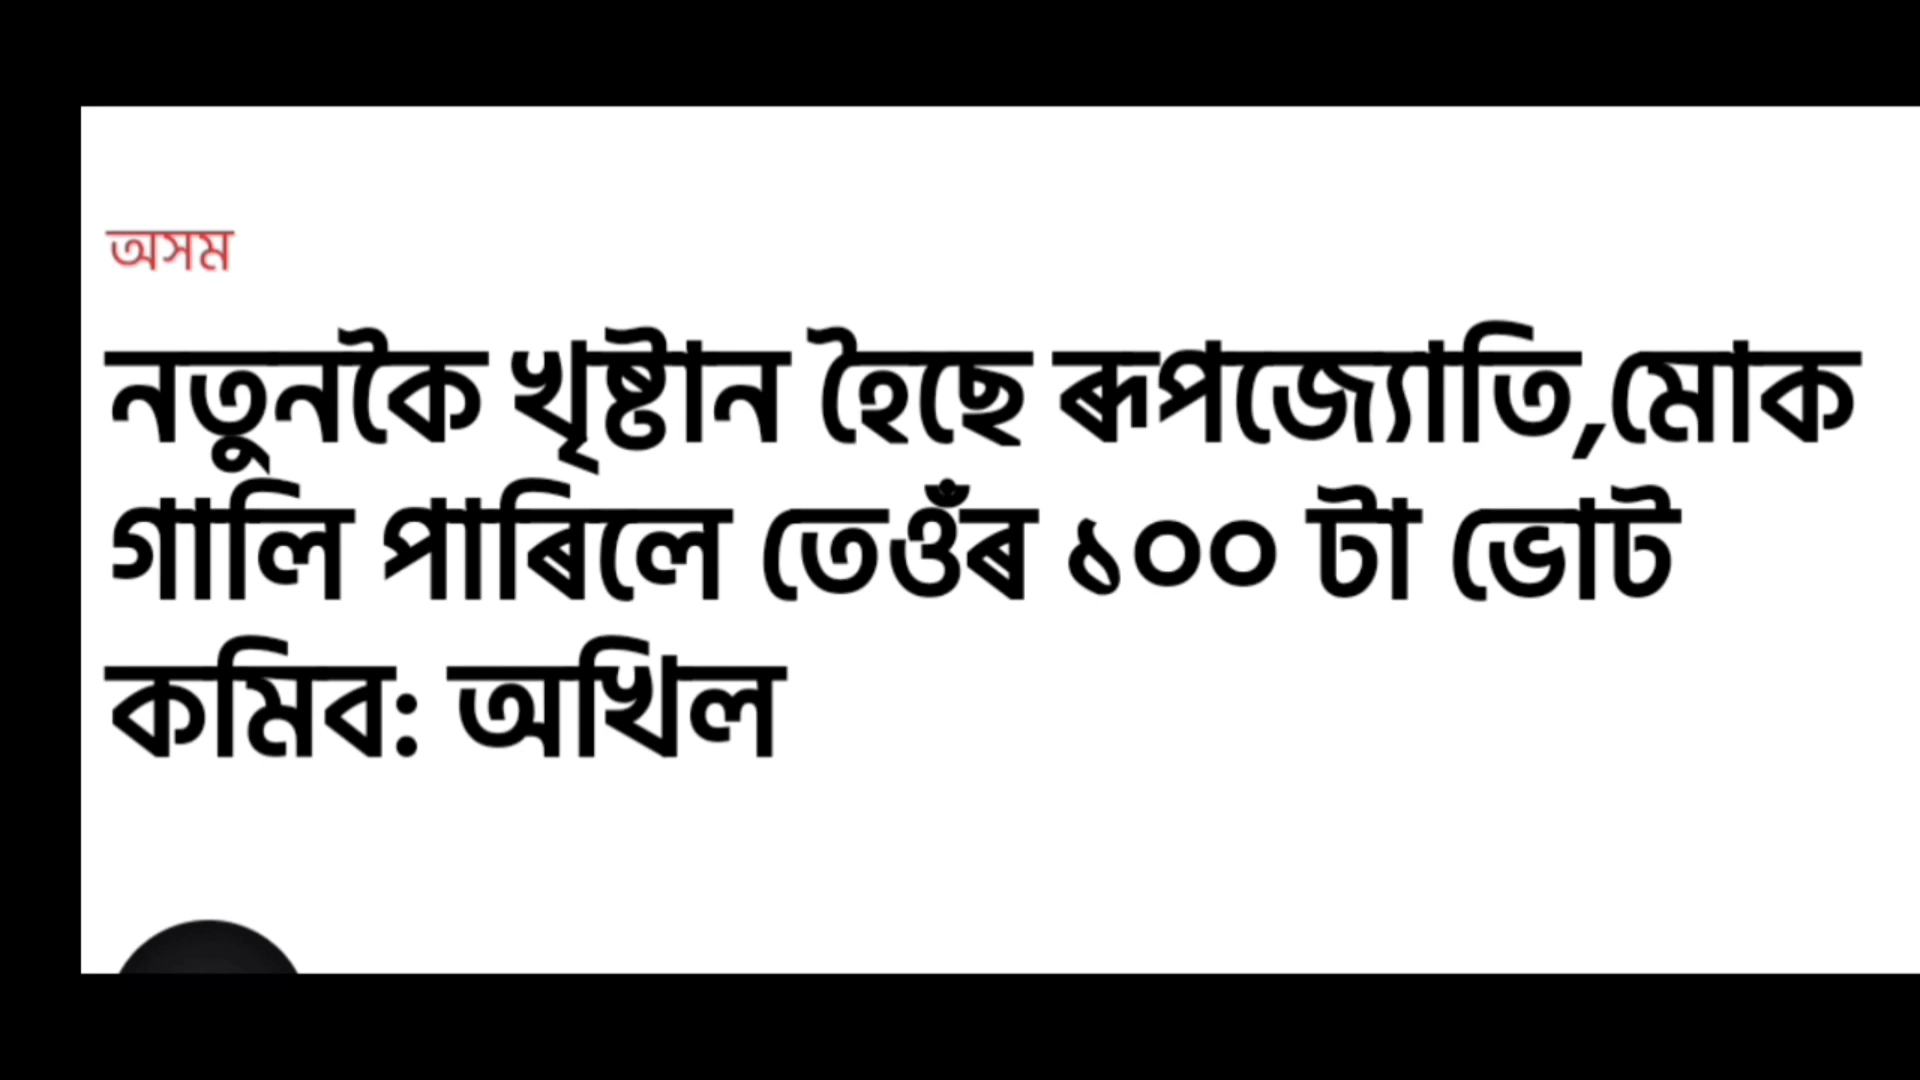 অসম
নতুনকৈ খৃষ্টান হৈছে ৰূপজ্যোতি,মোক
গালি পাৰিলে তেওঁৰ ১০০ টা ভোট
কমিব: অখিল